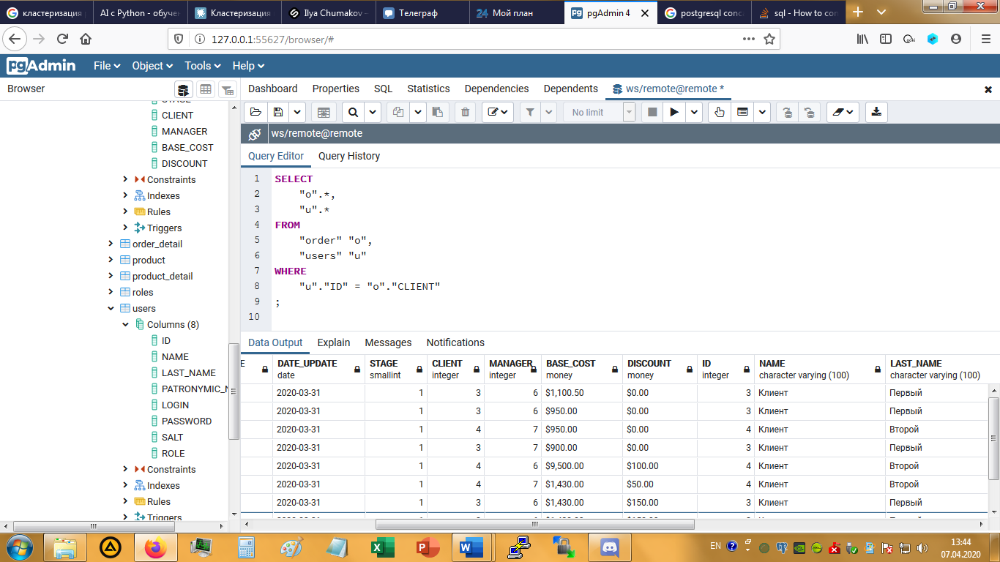 кластеризация
AI с Python - обучен
Кластеризация
Ilya Chumakov -
Телеграф
24 Мой план
pgAdmin 4
postgresql conc
sql - How to con
127.0.0.1:55627/browser/#
pgAdmin
File
Object
Tools
Help
Browser
Dashboard
Properties
SQL
Statistics
Dependencies
Dependents
ws/remote@remote *
No limit
ws/remote@remote
Query Editor
Query History
CLIENT
MANAGER
BASE_COST
DISCOUNT
Constraints
Indexes
Rules
Triggers
order_detail
product
product_detail
roles
users
Columns (8)
ID
NAME
LAST_NAME
PATRONYMIC_N
LOGIN
PASSWORD
SALT
ROLE
Constraints
Indexes
Rules
Triggers
1 SELECT
2 "o".*,
3 "u".*
4 FROM
5 "order" "o",
6 "users" "u"
7 WHERE
8 "u"."ID" = "o"."CLIENT"
9 ;
10
Data Output
Explain
Messages
Notifications
E DATE_UPDATE STAGE CLIENT MANAGER BASE_COST DISCOUNT ID NAME LAST_NAME
date smallint integer integer money money integer character varying (100) character varying (100)
2020-03-31 1 3 6 $1,100.50 $0.00 3 Клиент Первый
2020-03-31 1 3 6 $950.00 $0.00 3 Клиент Первый
2020-03-31 1 4 7 $950.00 $0.00 4 Клиент Второй
2020-03-31 1 3 7 $900.00 $0.00 3 Клиент Первый
2020-03-31 1 4 6 $9,500.00 $100.00 4 Клиент Второй
2020-03-31 1 4 7 $1,430.00 $50.00 4 Клиент Второй
2020-03-31 1 3 6 $1,430.00 $150.00 3 Клиент Первый
EN
13:44
07.04.2020